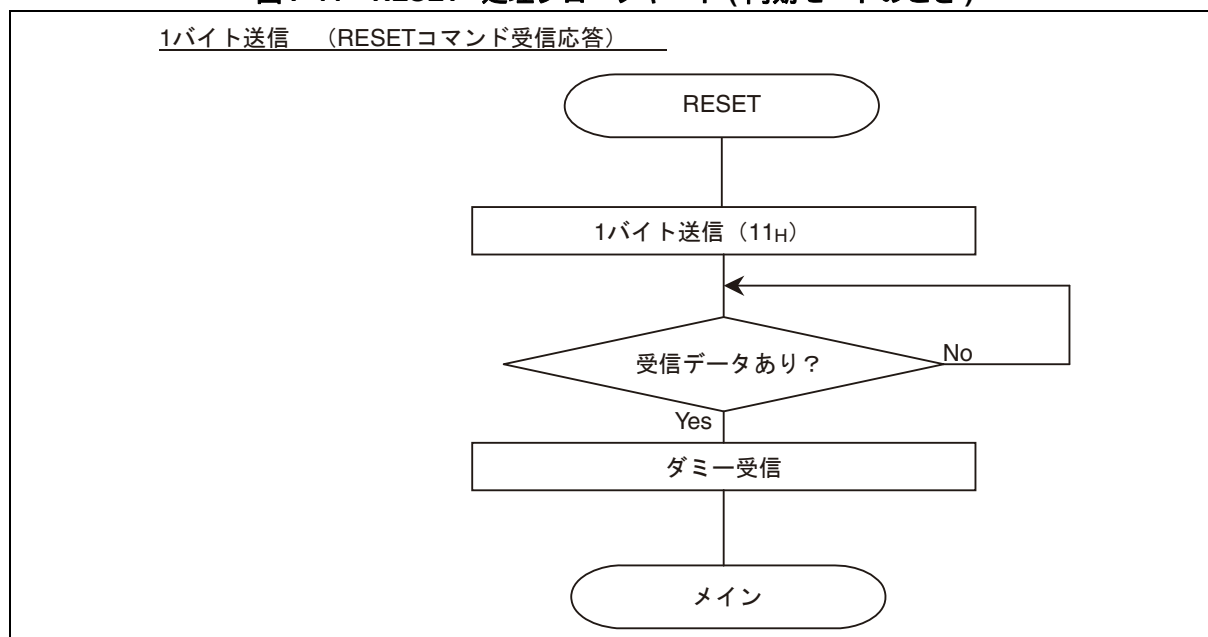 1バイト送信 （RESETコマンド受信応答）
RESET
1バイト送信（11H）
受信データあり？
No
Yes
ダミー受信
メイン